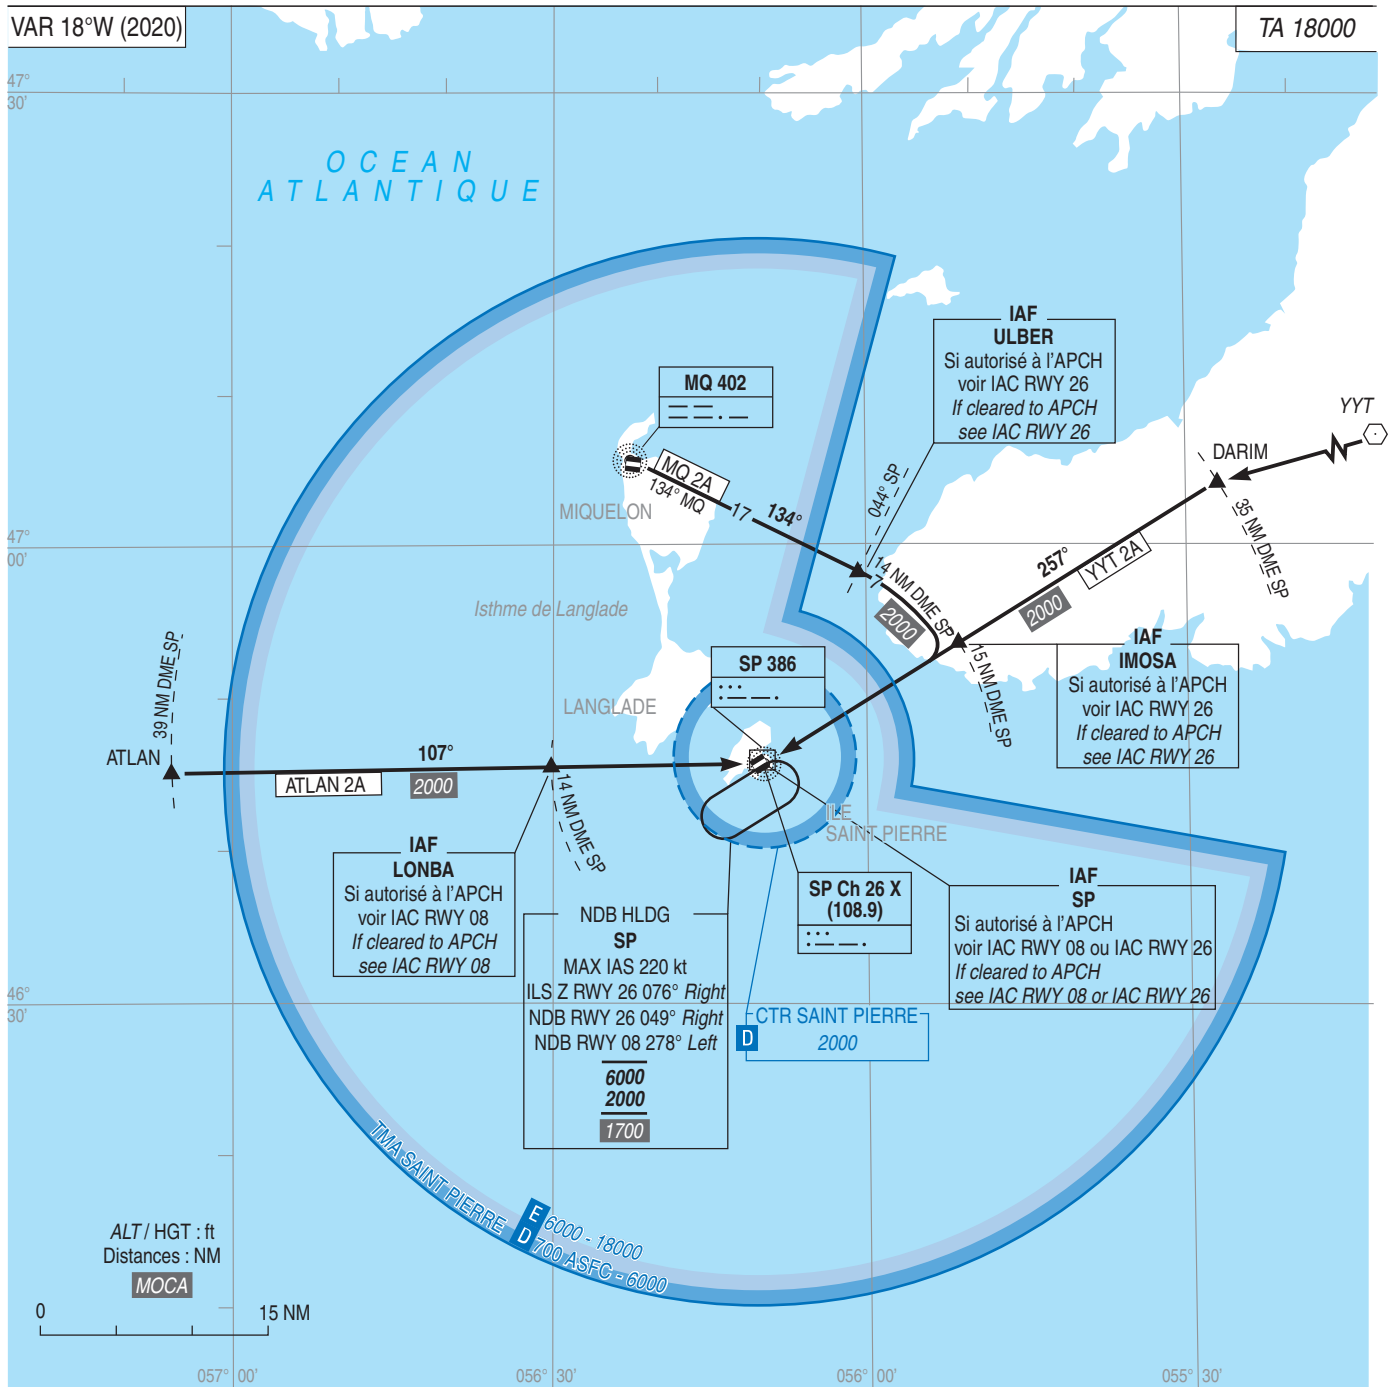 VAR 18°W (2020)
TA 18000
47°
30'
OCEAN
ATLANTIQUE
IAF
ULBER
Si autorisé à l'APCH
voir IAC RWY 26
If cleared to APCH
see IAC RWY 26
MQ 402
YYT
DARIM
MQ 2A
134° MQ
17
134°
044° SP
35 NM DME SP
MIQUELON
47°
00'
14 NM DME SP
7
2000
257°
YYT 2A
2000
Isthme de Langlade
15 NM DME SP
IAF
IMOSA
Si autorisé à l'APCH
voir IAC RWY 26
If cleared to APCH
see IAC RWY 26
39 NM DME SP
SP 386
LANGLADE
ATLAN
107°
ATLAN 2A
2000
14 NM DME SP
ILE
SAINT PIERRE
IAF
LONBA
Si autorisé à l'APCH
voir IAC RWY 08
If cleared to APCH
see IAC RWY 08
SP Ch 26 X
(108.9)
IAF
SP
Si autorisé à l'APCH
voir IAC RWY 08 ou IAC RWY 26
If cleared to APCH
see IAC RWY 08 or IAC RWY 26
NDB HLDG
SP
MAX IAS 220 kt
ILS Z RWY 26 076° Right
NDB RWY 26 049° Right
NDB RWY 08 278° Left
6000
2000
1700
46°
30'
CTR SAINT PIERRE
D
2000
TMA SAINT PIERRE
E 6000 - 18000
D 700 ASFC - 6000
ALT / HGT : ft
Distances : NM
MOCA
0
15 NM
057° 00'
056° 30'
056° 00'
055° 30'